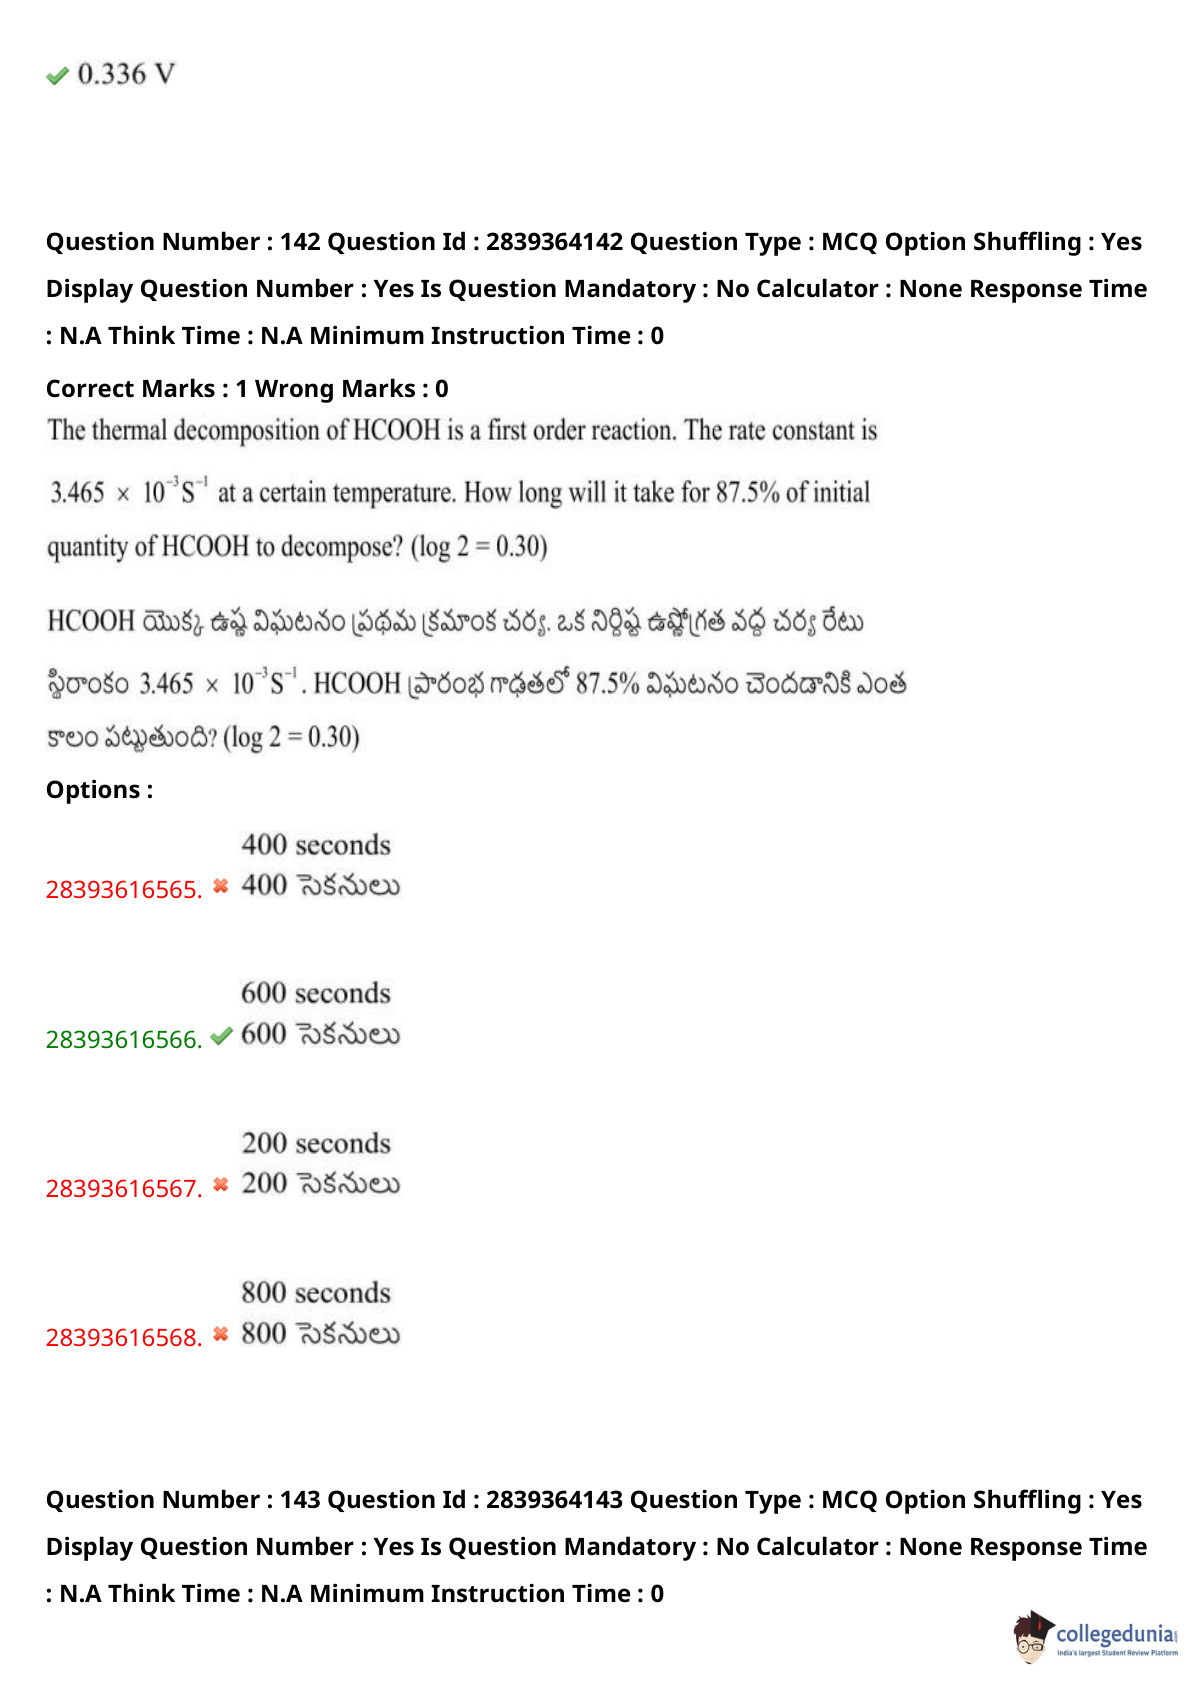 0.336 V
Question Number : 142 Question Id : 2839364142 Question Type : MCQ Option Shuffling : Yes
Display Question Number : Yes Is Question Mandatory : No Calculator : None Response Time
: N.A Think Time : N.A Minimum Instruction Time : 0
Correct Marks : 1 Wrong Marks : 0
The thermal decomposition of HCOOH is a first order reaction. The rate constant is
3.465 × 10⁻³S⁻¹ at a certain temperature. How long will it take for 87.5% of initial
quantity of HCOOH to decompose? (log 2 = 0.30)
HCOOH యొక్క ఉష్ణ విఘటనం ప్రథమ క్రమాంక చర్య. ఒక నిర్దిష్ట ఉష్ణోగ్రత వద్ద చర్య రేటు
స్థిరాంకం 3.465 × 10⁻³S⁻¹. HCOOH ప్రారంభ గాఢతలో 87.5% విఘటనం చెందడానికి ఎంత
కాలం పట్టుతుంది? (log 2 = 0.30)
Options :
400 seconds
28393616565. 400 సెకనులు
600 seconds
28393616566. 600 సెకనులు
200 seconds
28393616567. 200 సెకనులు
800 seconds
28393616568. 800 సెకనులు
Question Number : 143 Question Id : 2839364143 Question Type : MCQ Option Shuffling : Yes
Display Question Number : Yes Is Question Mandatory : No Calculator : None Response Time
: N.A Think Time : N.A Minimum Instruction Time : 0
collegedunia
India's largest Student Review Platform